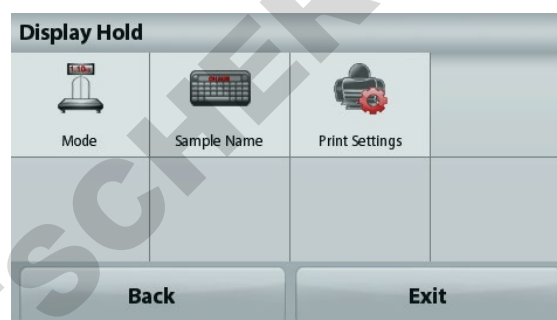 Display Hold
Mode
Sample Name
Print Settings
Back
Exit